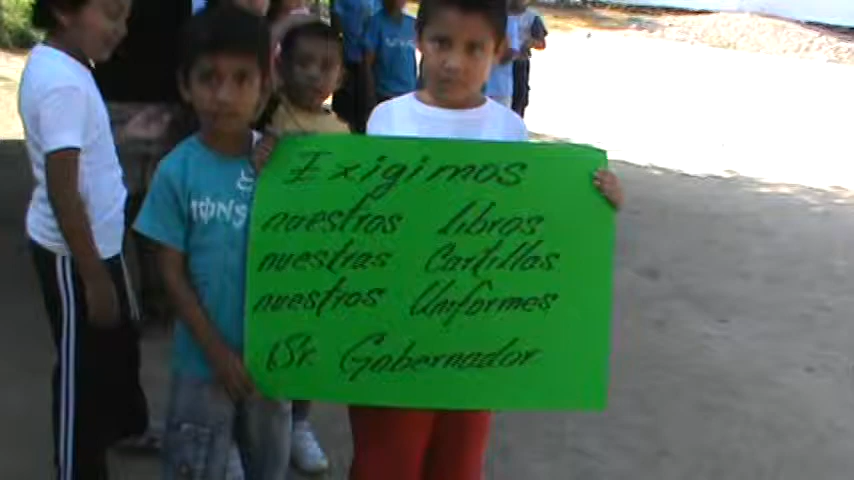 Exigimos
nuestros libros
nuestras Cartillas
nuestros Uniformes
¡Sr. Gobernador